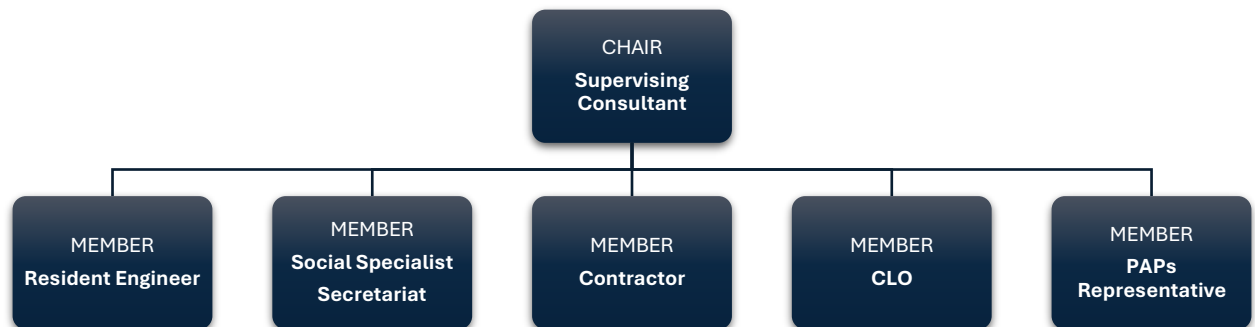 CHAIR
Supervising
Consultant
MEMBER
Resident Engineer
MEMBER
Social Specialist
Secretariat
MEMBER
Contractor
MEMBER
CLO
MEMBER
PAPs
Representative